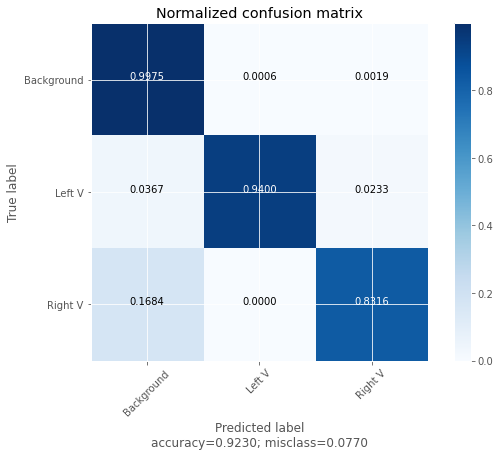 Normalized confusion matrix
True label
Background
0.9975
0.0006
0.0019
Left V
0.0367
0.9400
0.0233
Right V
0.1684
0.0000
0.8316
Background
Left V
Right V
Predicted label
accuracy=0.9230; misclass=0.0770
0.8
0.6
0.4
0.2
0.0